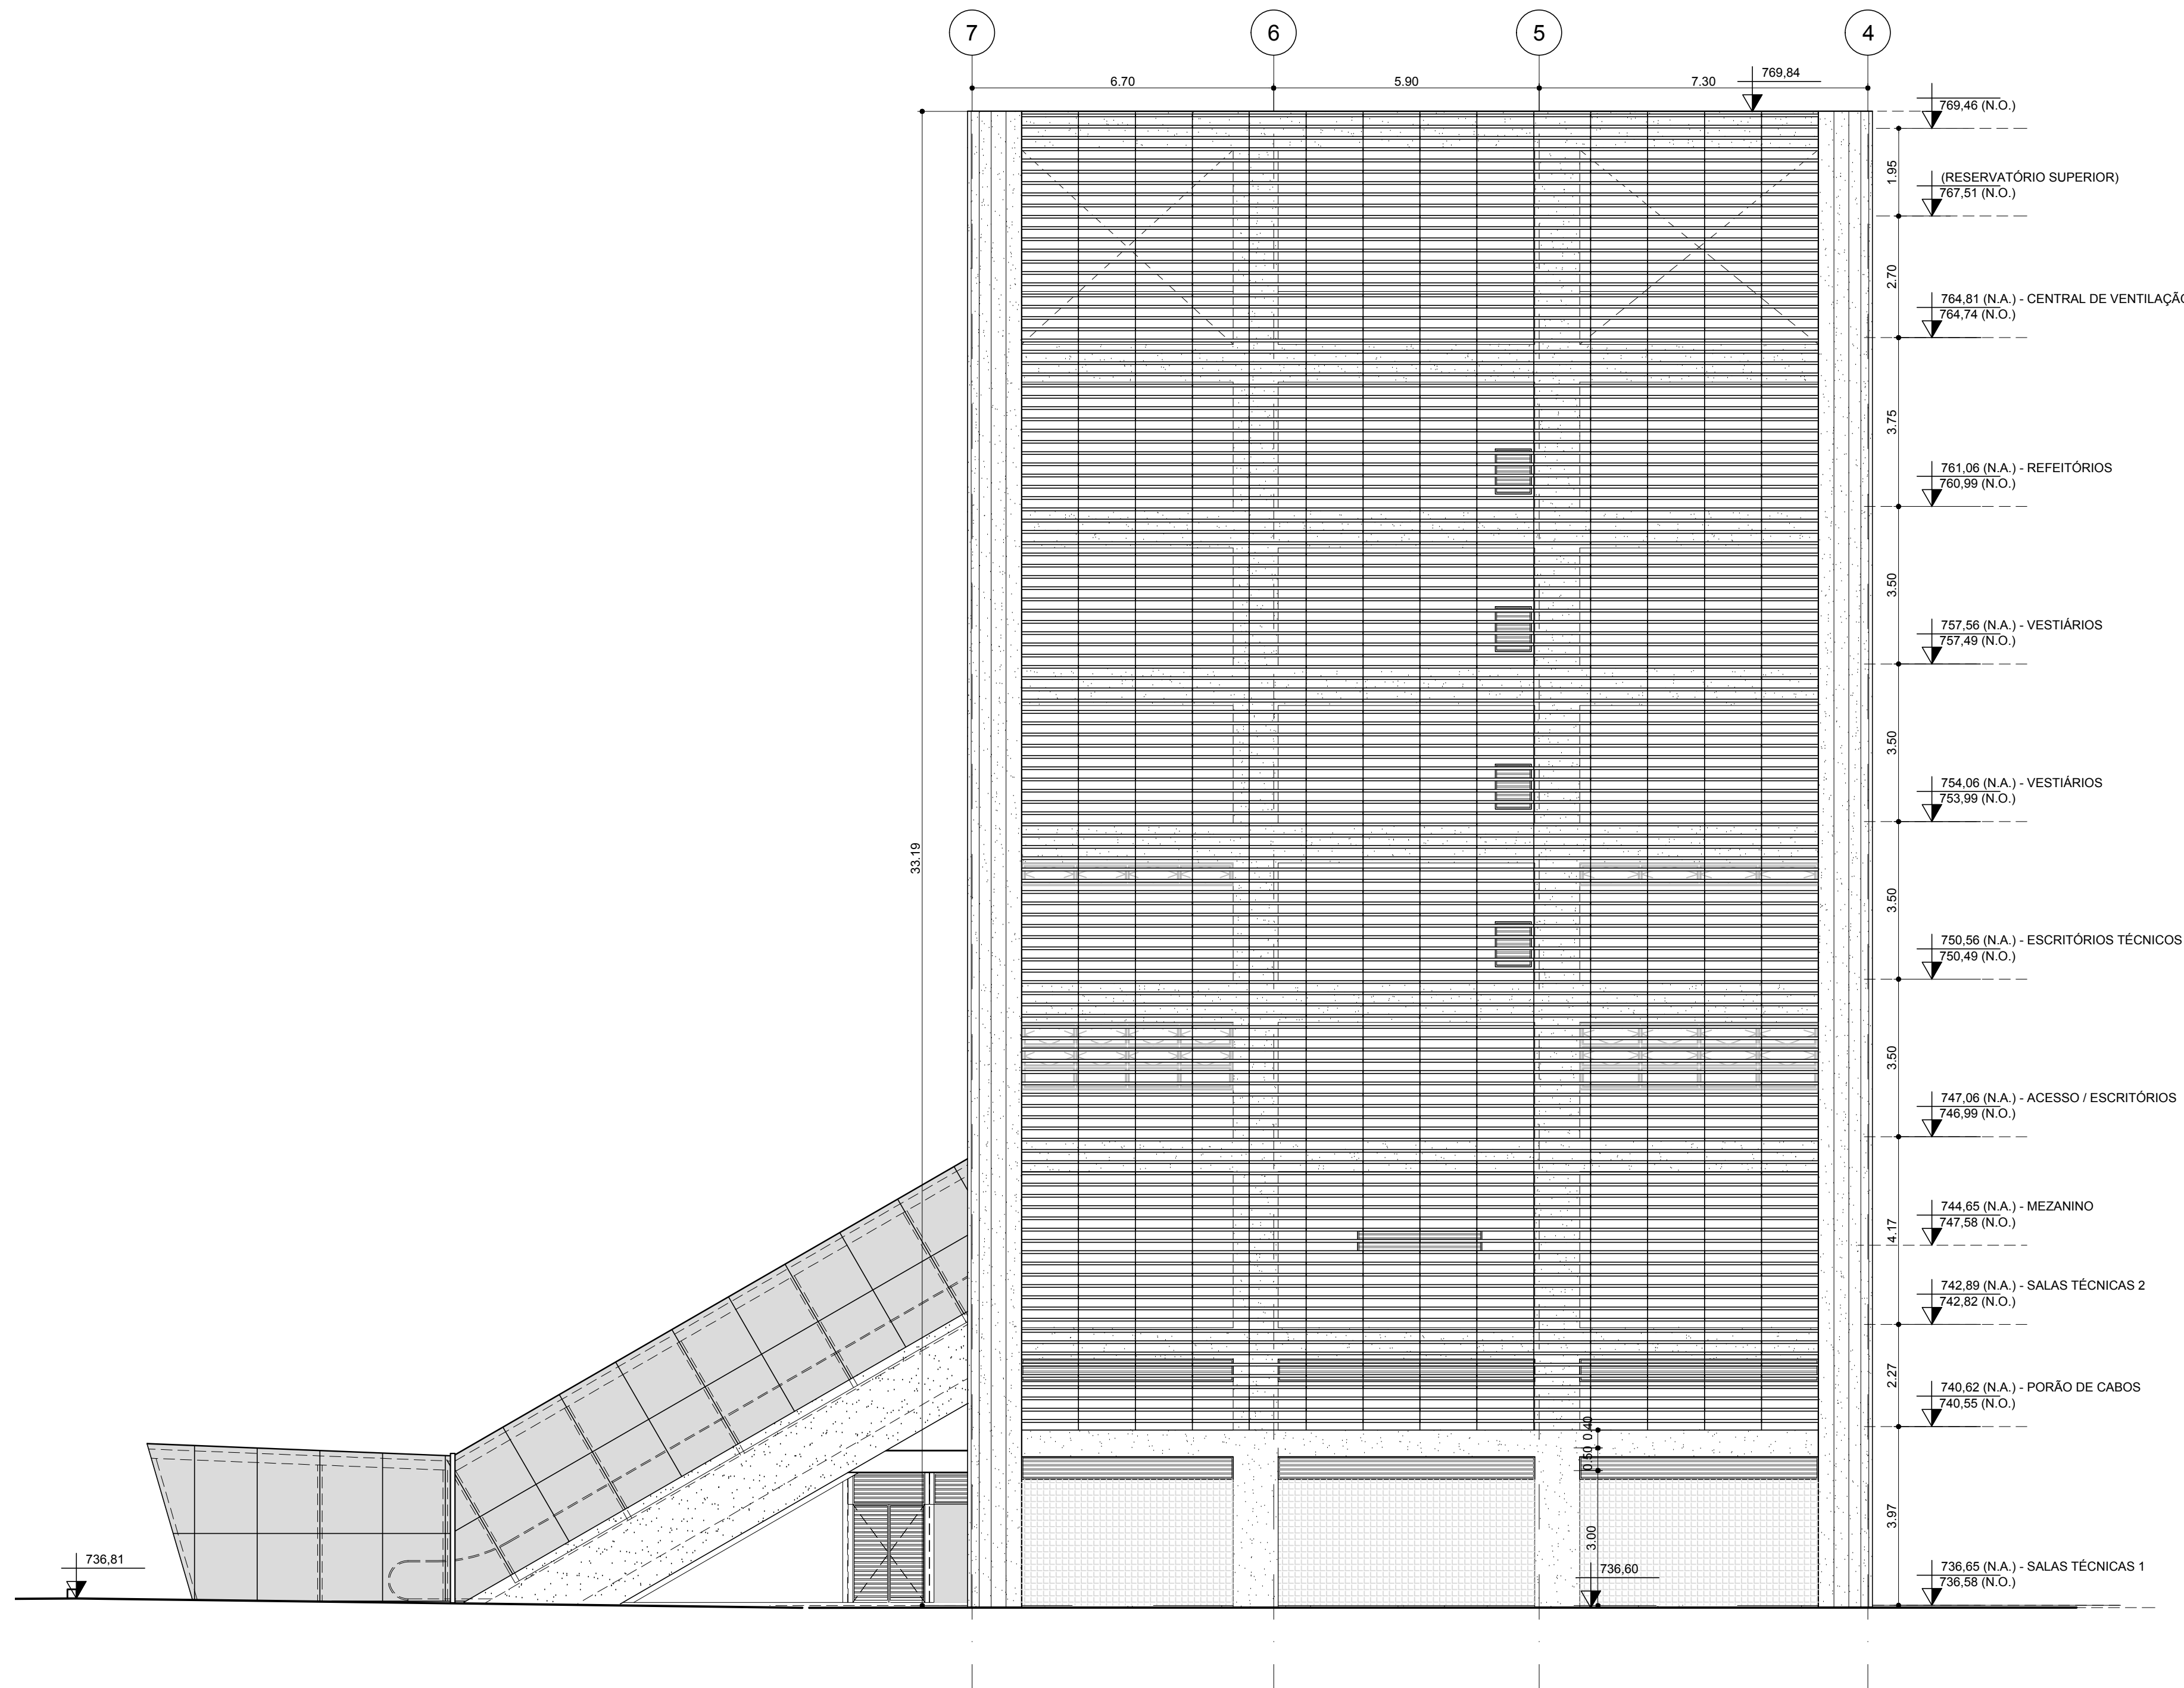 7
6
5
4
6.70
5.90
7.30
769,84
769,46 (N.O.)
1.95
(RESERVATÓRIO SUPERIOR)
767,51 (N.O.)
2.70
764,81 (N.A.) - CENTRAL DE VENTILAÇÃO
764,74 (N.O.)
3.75
761,06 (N.A.) - REFEITÓRIOS
760,99 (N.O.)
3.50
757,56 (N.A.) - VESTIÁRIOS
757,49 (N.O.)
3.50
754,06 (N.A.) - VESTIÁRIOS
753,99 (N.O.)
33.19
3.50
750,56 (N.A.) - ESCRITÓRIOS TÉCNICOS
750,49 (N.O.)
3.50
747,06 (N.A.) - ACESSO / ESCRITÓRIOS
746,99 (N.O.)
744,65 (N.A.) - MEZANINO
747,58 (N.O.)
4.17
742,89 (N.A.) - SALAS TÉCNICAS 2
742,82 (N.O.)
2.27
740,62 (N.A.) - PORÃO DE CABOS
740,55 (N.O.)
0.40
0.50
3.97
3.00
736,81
736,60
736,65 (N.A.) - SALAS TÉCNICAS 1
736,58 (N.O.)